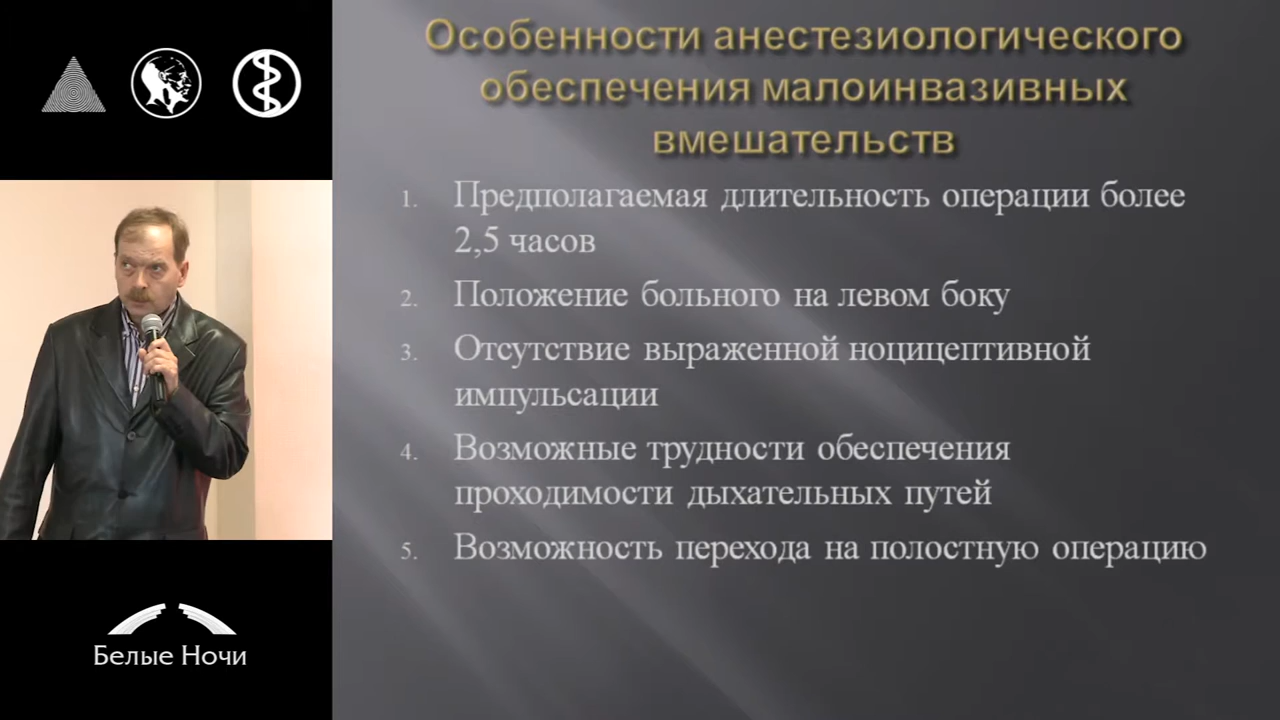 Особенности анестезиологического
обеспечения малоинвазивных
вмешательств
1. Предполагаемая длительность операции более
2,5 часов
2. Положение больного на левом боку
3. Отсутствие выраженной ноцицептивной
импульсации
4. Возможные трудности обеспечения
проходимости дыхательных путей
5. Возможность перехода на полостную операцию
Белые Ночи